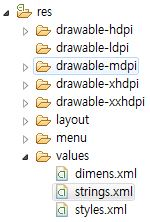 res
drawable-hdpi
drawable-ldpi
drawable-mdpi
drawable-xhdpi
drawable-xxhdpi
layout
menu
values
dimens.xml
strings.xml
styles.xml